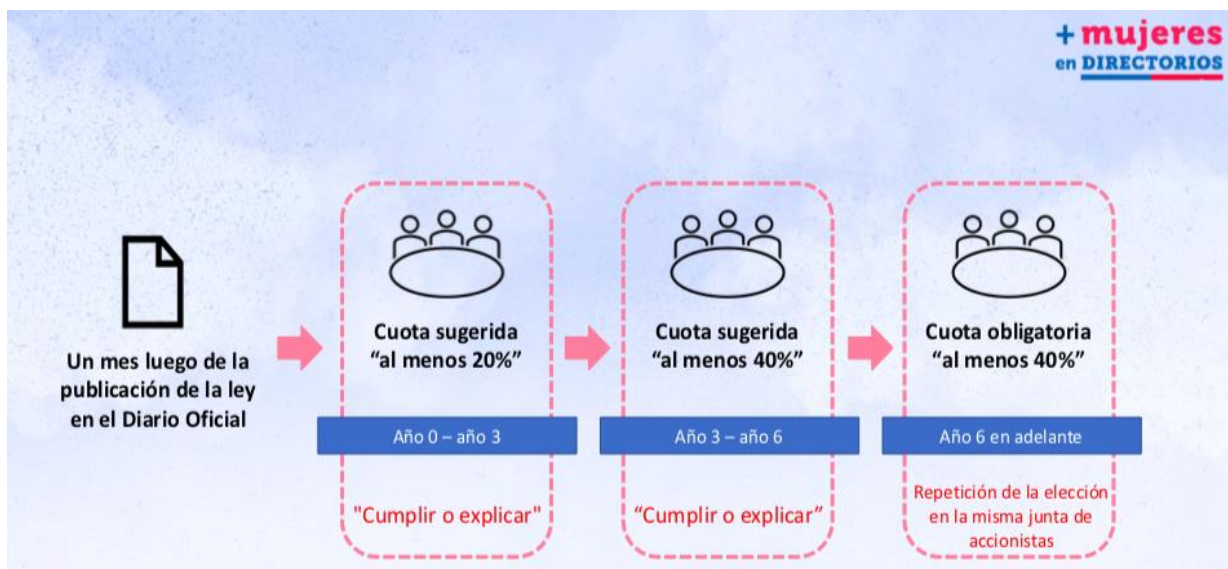 + mujeres
en DIRECTORIOS
Un mes luego de la
publicación de la ley
en el Diario Oficial
Cuota sugerida
“al menos 20%”
Año 0 – año 3
"Cumplir o explicar"
Cuota sugerida
“al menos 40%”
Año 3 – año 6
“Cumplir o explicar”
Cuota obligatoria
“al menos 40%”
Año 6 en adelante
Repetición de la elección
en la misma junta de
accionistas